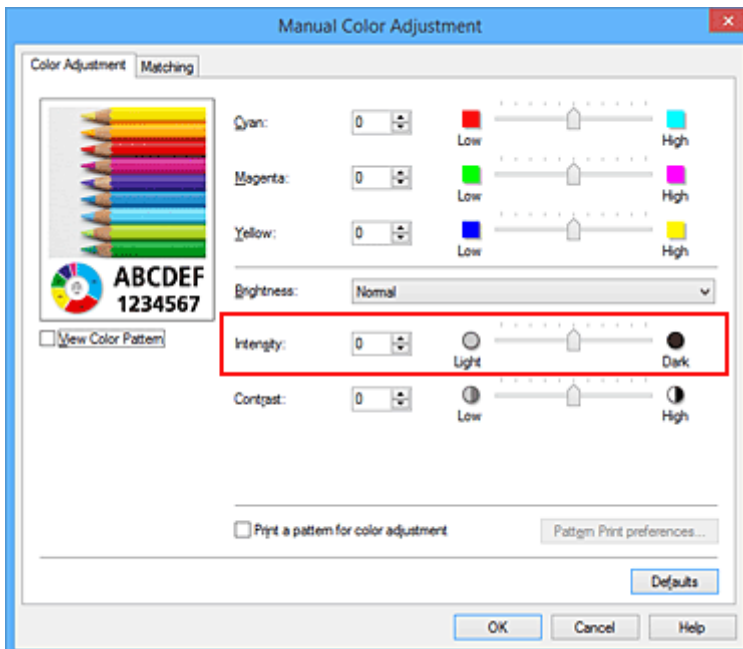 Manual Color Adjustment
Color Adjustment Matching
Cyan: 0 Low High
Magenta: 0 Low High
Yellow: 0 Low High
ABCDEF
1234567
View Color Pattern
Brightness: Normal
Intensity: 0 Light Dark
Contrast: 0 Low High
Print a pattern for color adjustment Pattern Print preferences...
Defaults
OK Cancel Help